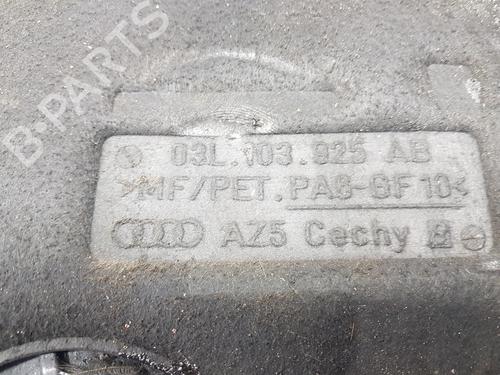 B-PARTS
03L.103.925 AB
>MF/PET.PA6-GF10<
AZ5 Cechy